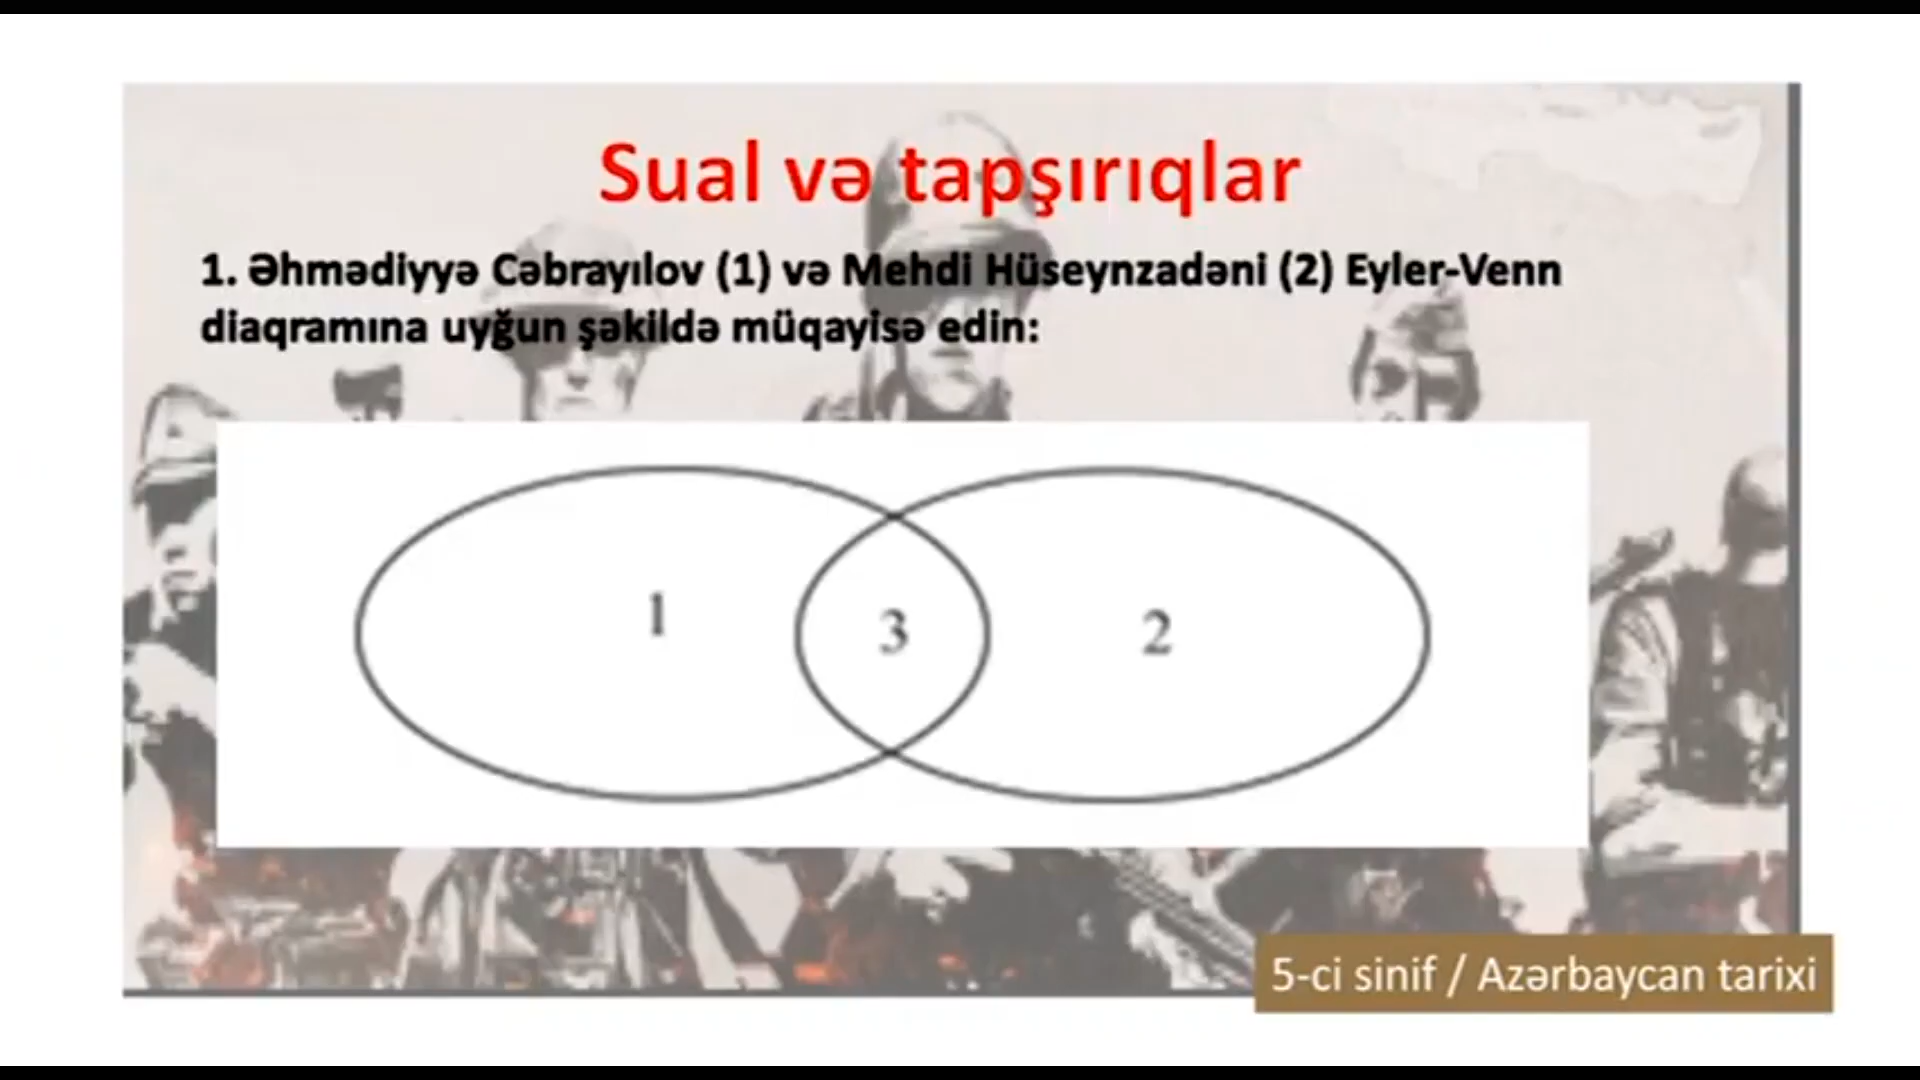 Sual və tapşırıqlar
1. Əhmədiyyə Cəbrayılov (1) və Mehdi Hüseynzadəni (2) Eyler-Venn
diaqramına uyğun şəkildə müqayisə edin:
1
3
2
5-ci sinif / Azərbaycan tarixi